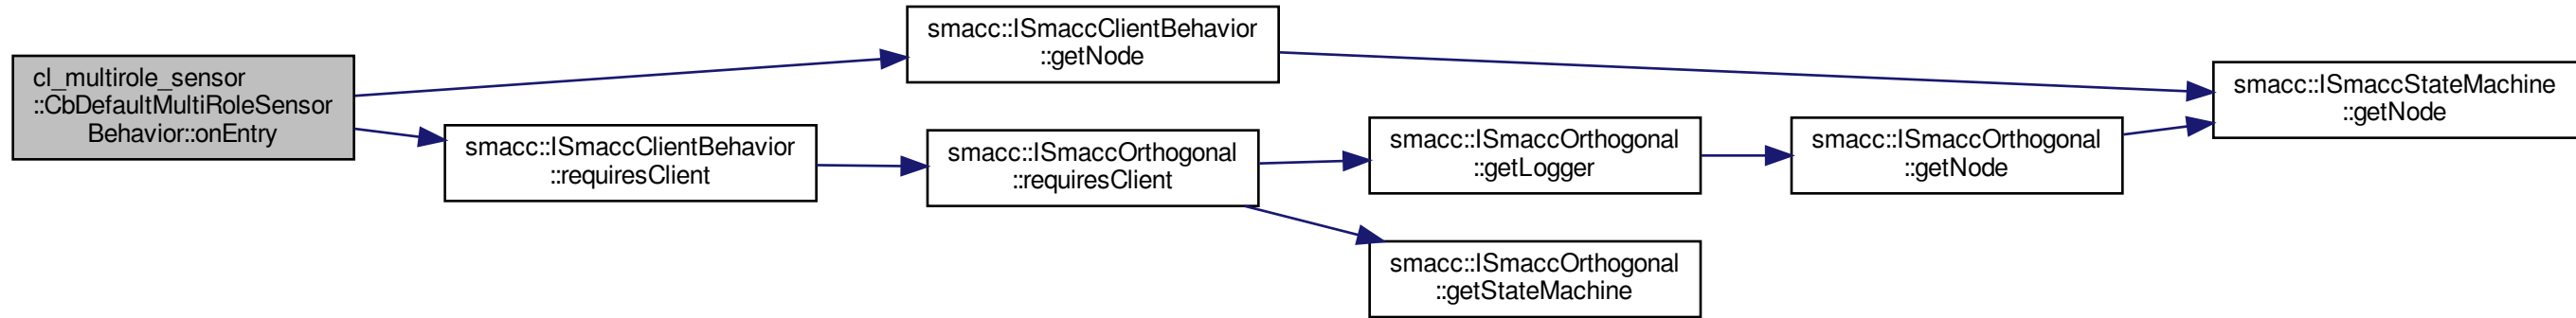 cl_multirole_sensor
::CbDefaultMultiRoleSensor
Behavior::onEntry
smacc::ISmaccClientBehavior
::getNode
smacc::ISmaccStateMachine
::getNode
smacc::ISmaccClientBehavior
::requiresClient
smacc::ISmaccOrthogonal
::requiresClient
smacc::ISmaccOrthogonal
::getLogger
smacc::ISmaccOrthogonal
::getNode
smacc::ISmaccOrthogonal
::getStateMachine